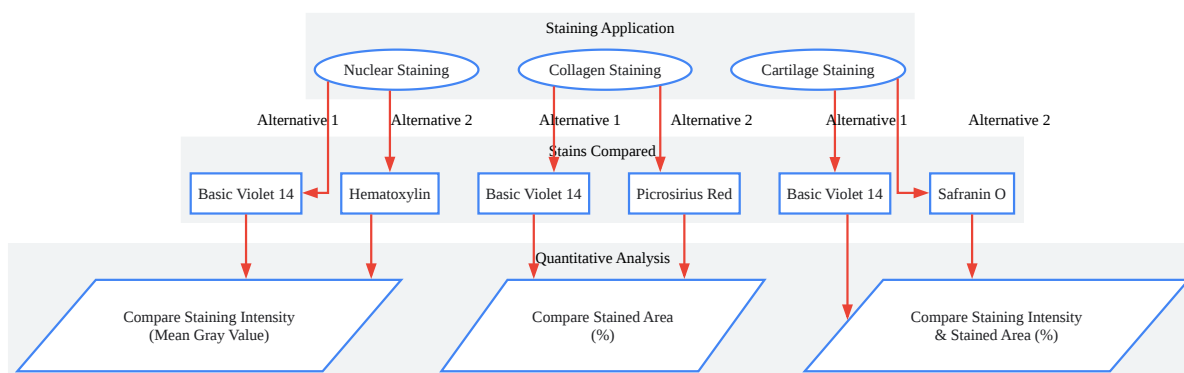 Staining Application
Nuclear Staining
Collagen Staining
Cartilage Staining
Alternative 1
Alternative 2
Alternative 1
Alternative 2
Alternative 1
Alternative 2
Stains Compared
Basic Violet 14
Hematoxylin
Basic Violet 14
Picrosirius Red
Basic Violet 14
Safranin O
Quantitative Analysis
Compare Staining Intensity
(Mean Gray Value)
Compare Stained Area
(%)
Compare Staining Intensity
& Stained Area (%)